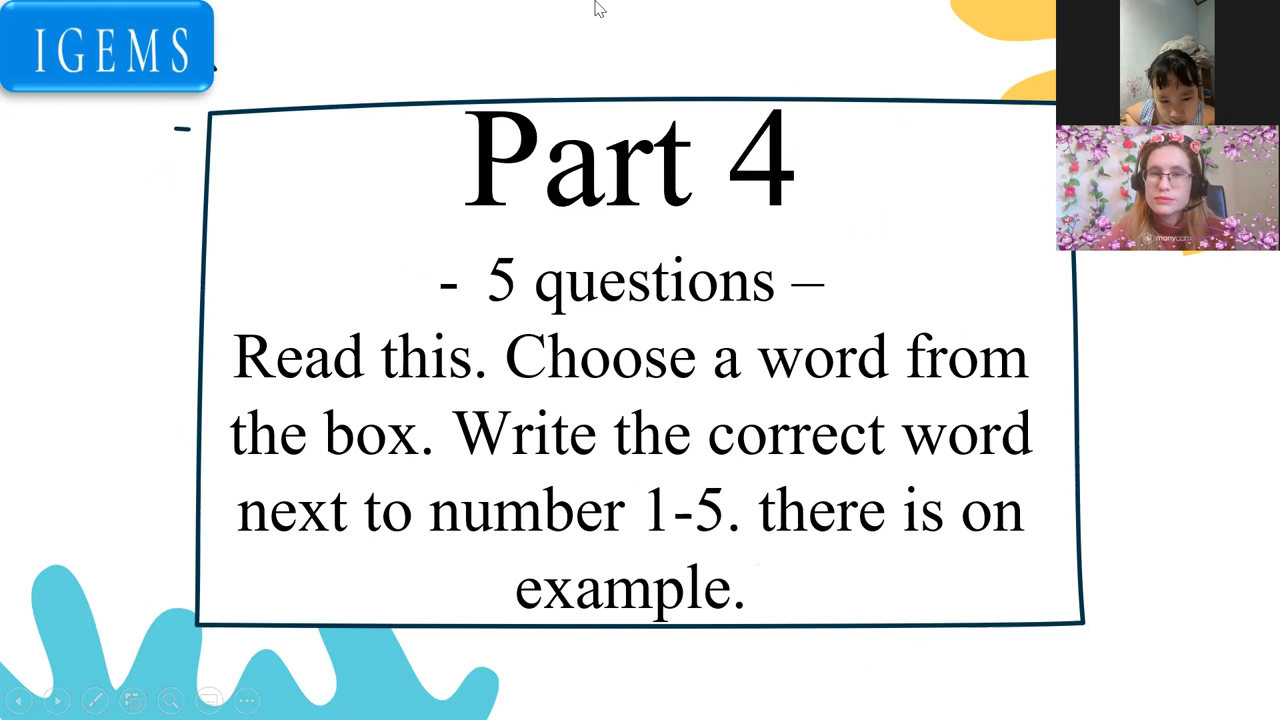 IGEMS
Part 4
- 5 questions –
Read this. Choose a word from
the box. Write the correct word
next to number 1-5. there is on
example.
manycam